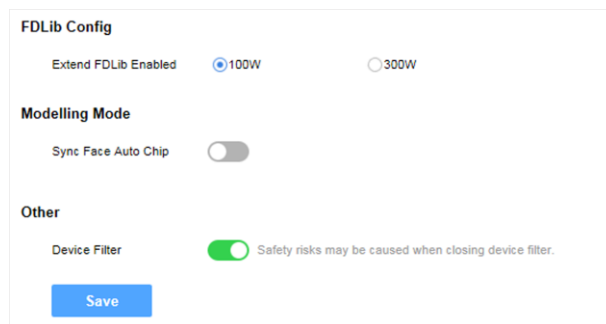 FDLib Config
Extend FDLib Enabled 100W 300W
Modelling Mode
Sync Face Auto Chip
Other
Device Filter Safety risks may be caused when closing device filter.
Save